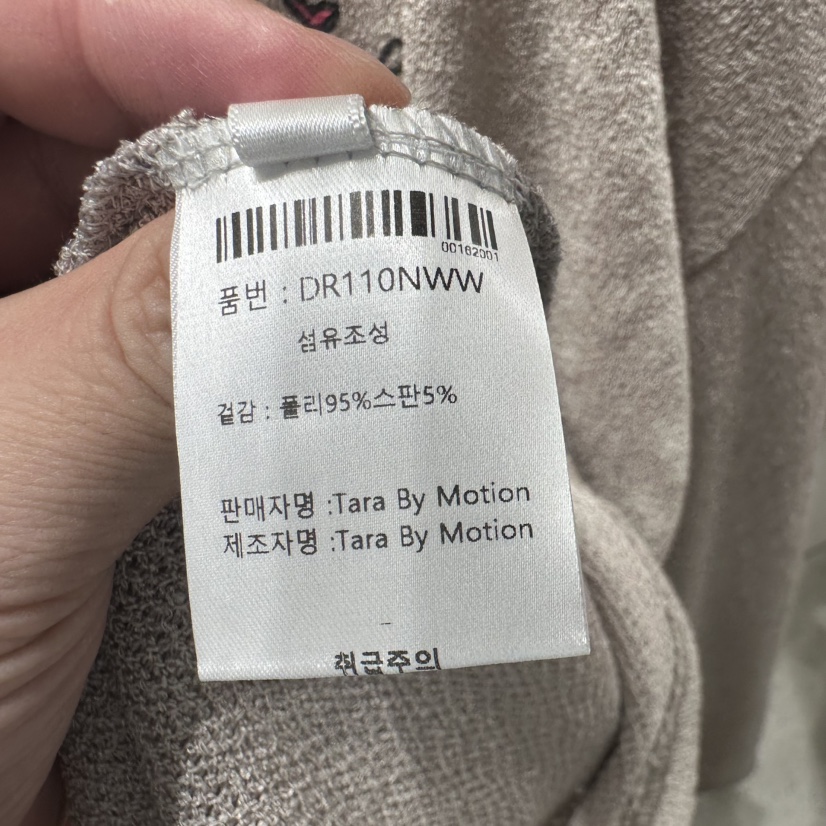 00162001
품번 : DR110NWW
섬유조성
겉감 : 폴리95%스판5%
판매자명 :Tara By Motion
제조자명 :Tara By Motion
취급주의